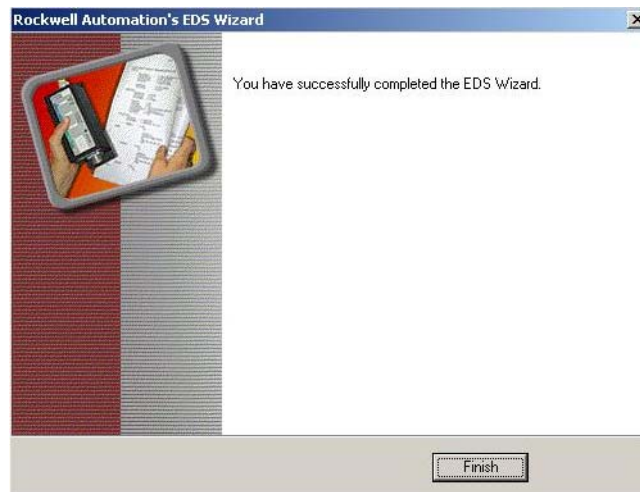 Rockwell Automation's EDS Wizard
You have successfully completed the EDS Wizard.
Finish